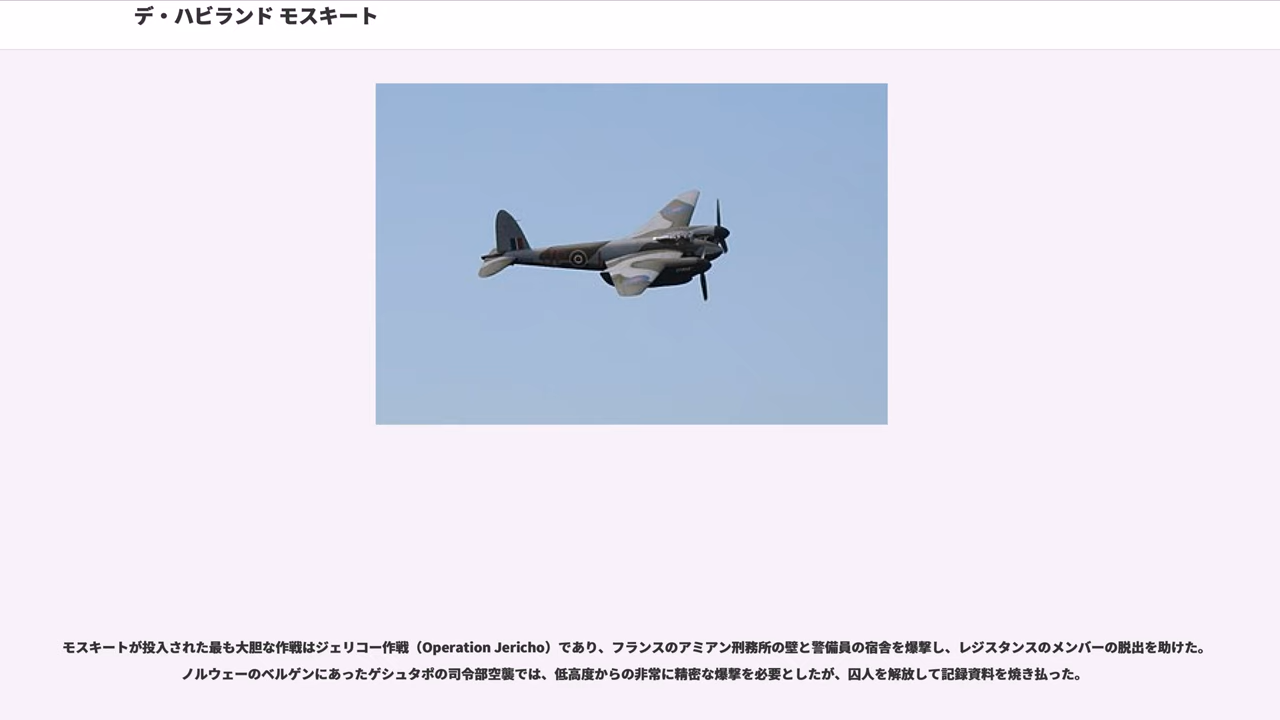 デ・ハビランド モスキート
モスキートが投入された最も大胆な作戦はジェリコー作戦（Operation Jericho）であり、フランスのアミアン刑務所の壁と警備員の宿舎を爆撃し、レジスタンスのメンバーの脱出を助けた。
ノルウェーのベルゲンにあったゲシュタポの司令部空襲では、低高度からの非常に精密な爆撃を必要としたが、囚人を解放して記録資料を焼き払った。